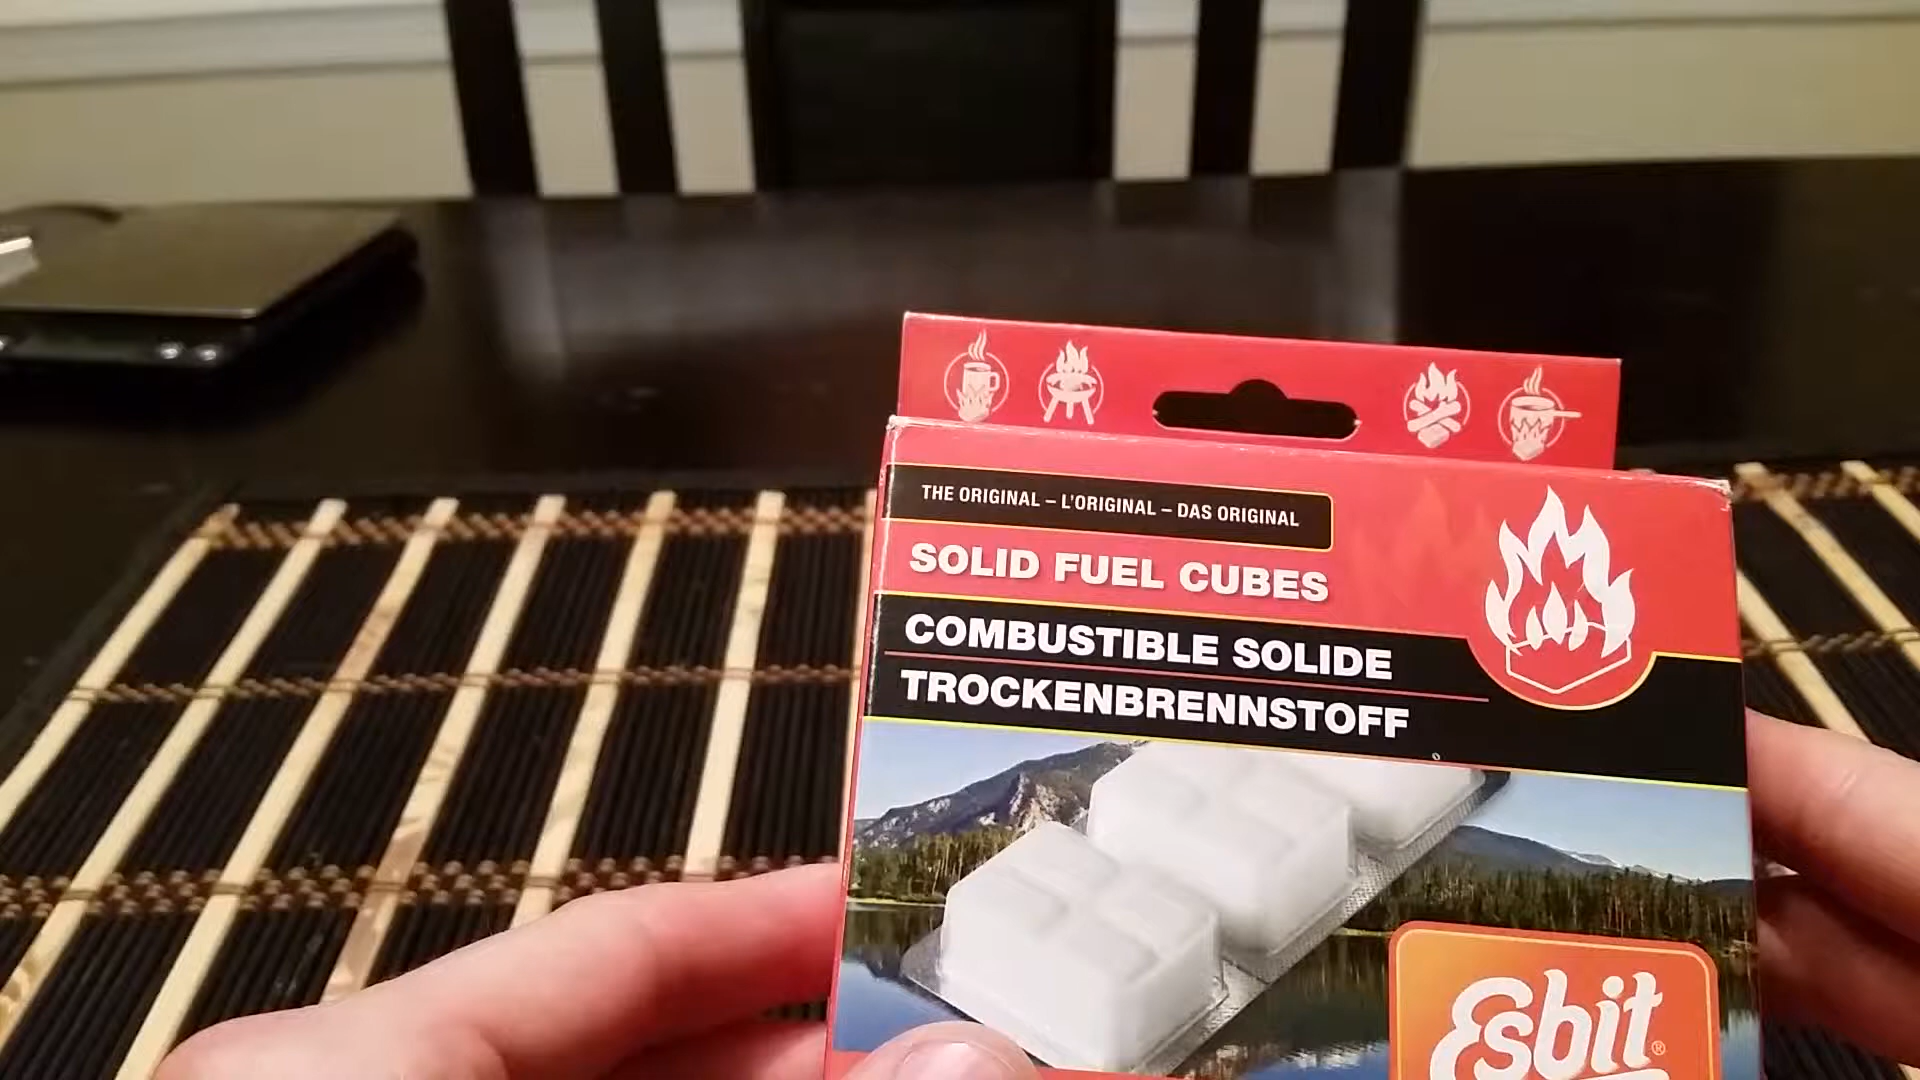 THE ORIGINAL – L'ORIGINAL – DAS ORIGINAL
SOLID FUEL CUBES
COMBUSTIBLE SOLIDE
TROCKENBRENNSTOFF
Esbit®